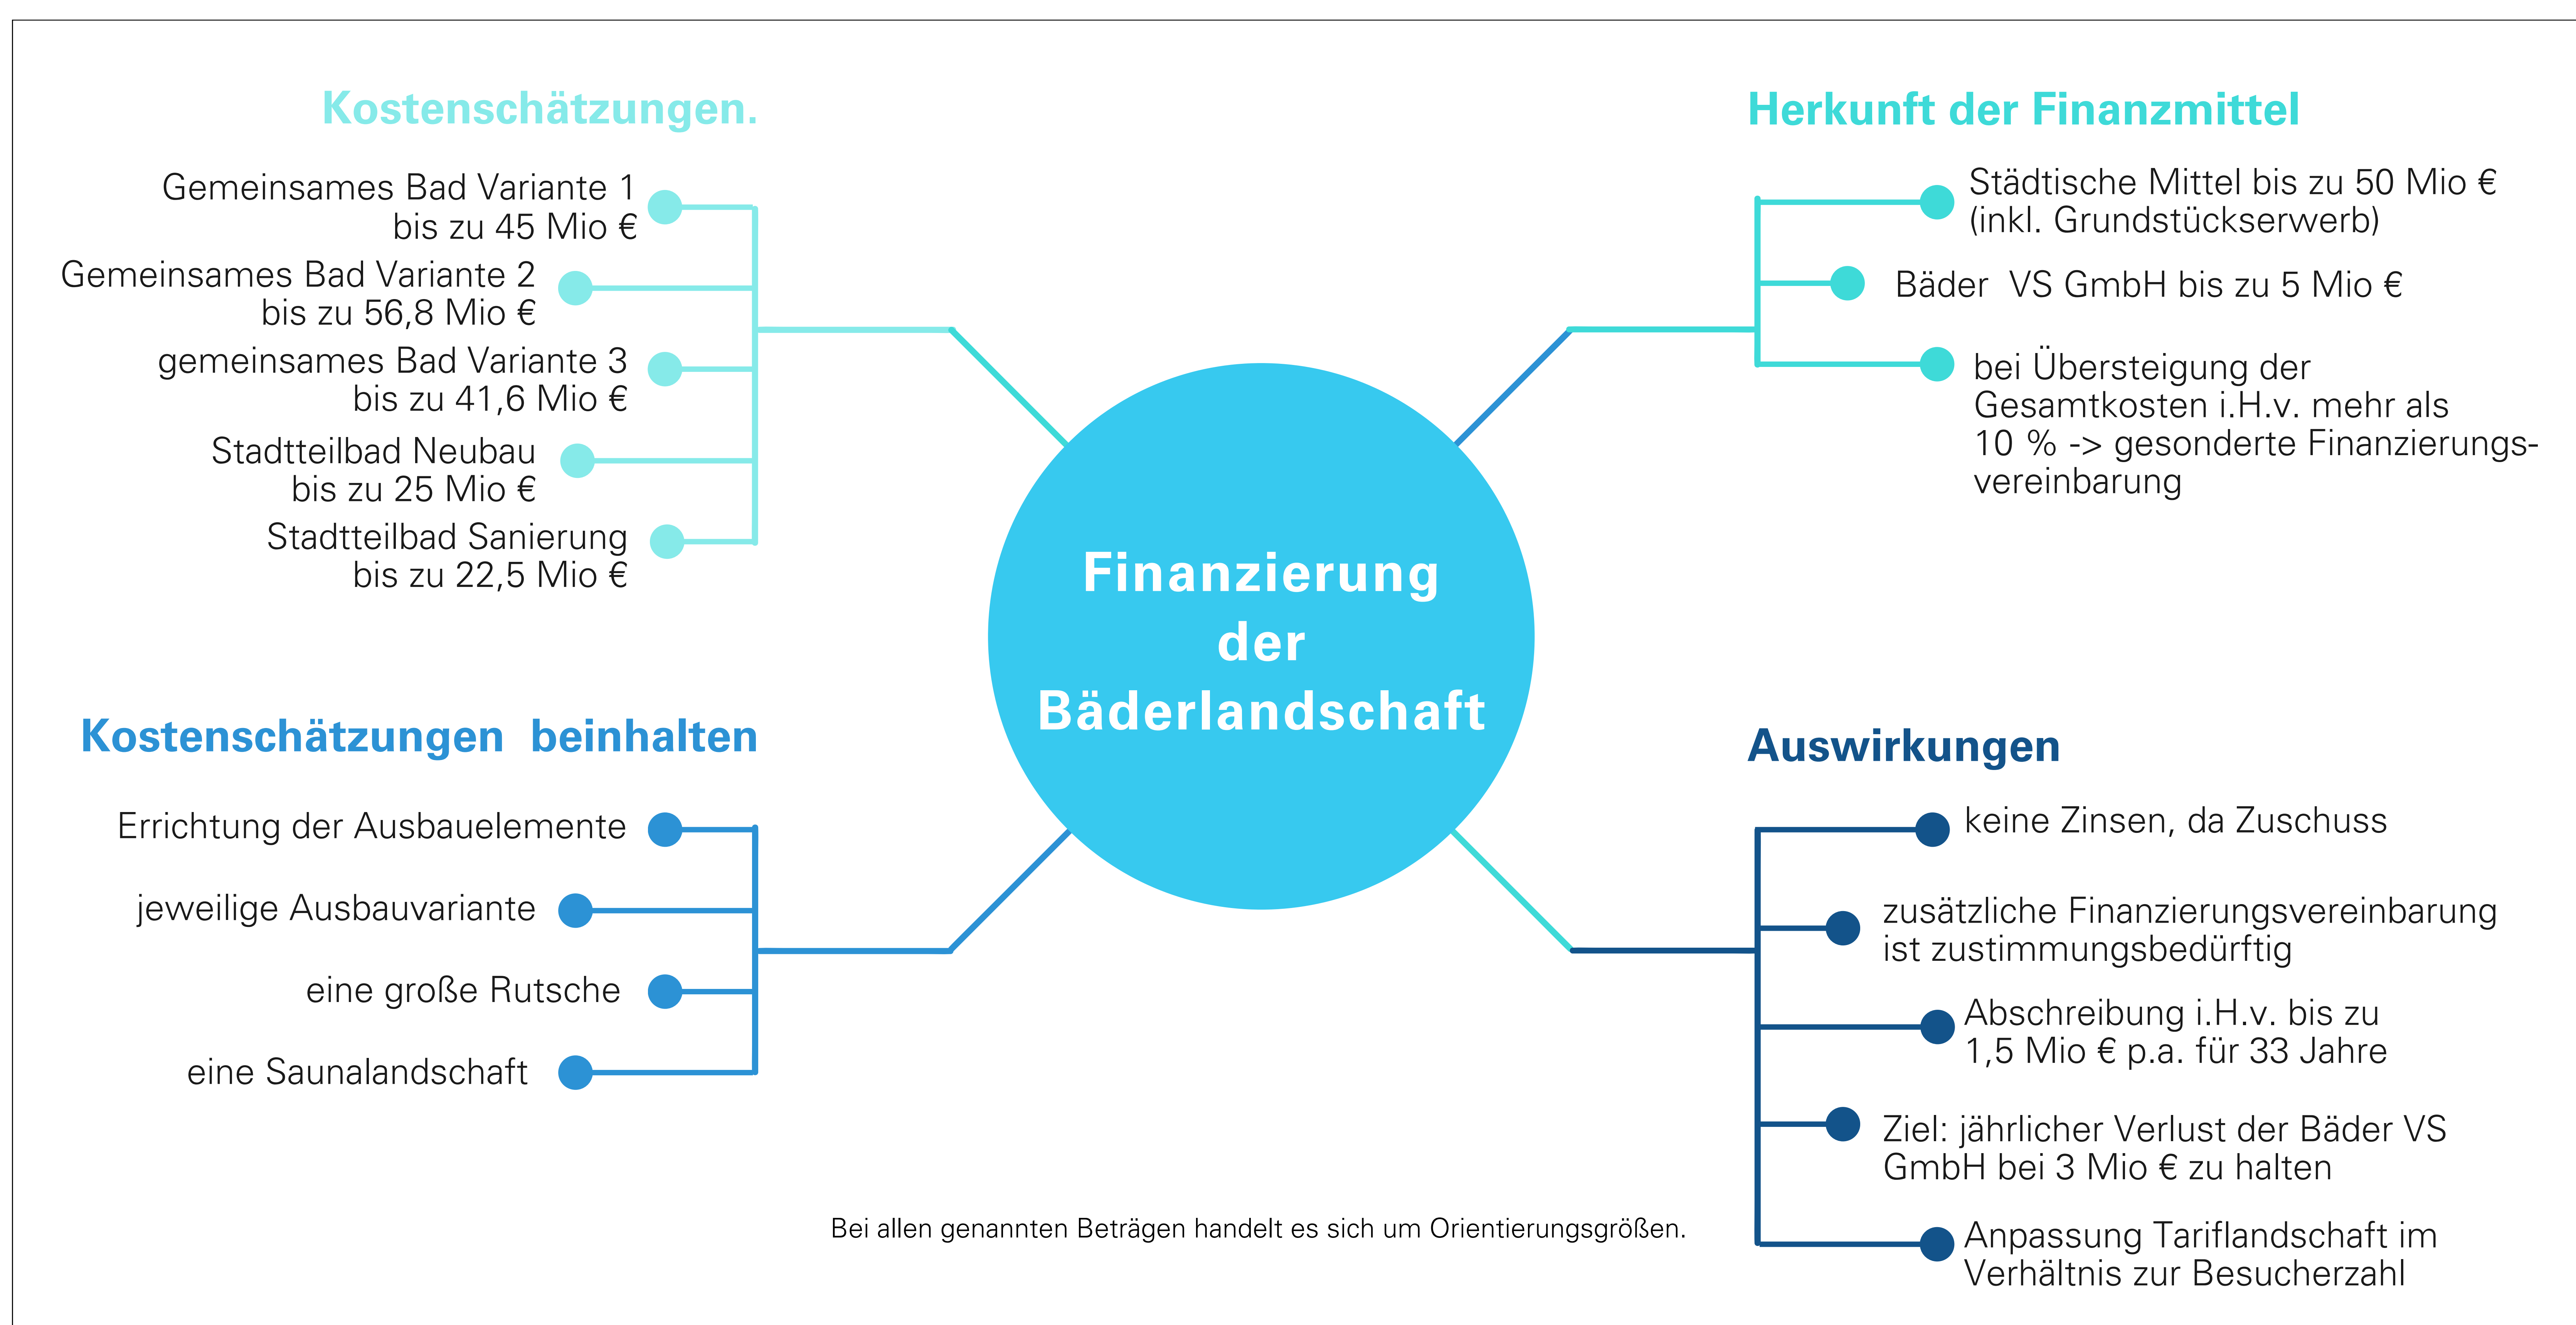 Kostenschätzungen.
Gemeinsames Bad Variante 1
bis zu 45 Mio €
Gemeinsames Bad Variante 2
bis zu 56,8 Mio €
gemeinsames Bad Variante 3
bis zu 41,6 Mio €
Stadtteilbad Neubau
bis zu 25 Mio €
Stadtteilbad Sanierung
bis zu 22,5 Mio €
Herkunft der Finanzmittel
Städtische Mittel bis zu 50 Mio €
(inkl. Grundstückserwerb)
Bäder  VS GmbH bis zu 5 Mio €
bei Übersteigung der
Gesamtkosten i.H.v. mehr als
10 % -> gesonderte Finanzierungs-
vereinbarung
Finanzierung
der
Bäderlandschaft
Kostenschätzungen  beinhalten
Errichtung der Ausbauelemente
jeweilige Ausbauvariante
eine große Rutsche
eine Saunalandschaft
Auswirkungen
keine Zinsen, da Zuschuss
zusätzliche Finanzierungsvereinbarung
ist zustimmungsbedürftig
Abschreibung i.H.v. bis zu
1,5 Mio € p.a. für 33 Jahre
Ziel: jährlicher Verlust der Bäder VS
GmbH bei 3 Mio € zu halten
Anpassung Tariflandschaft im
Verhältnis zur Besucherzahl
Bei allen genannten Beträgen handelt es sich um Orientierungsgrößen.